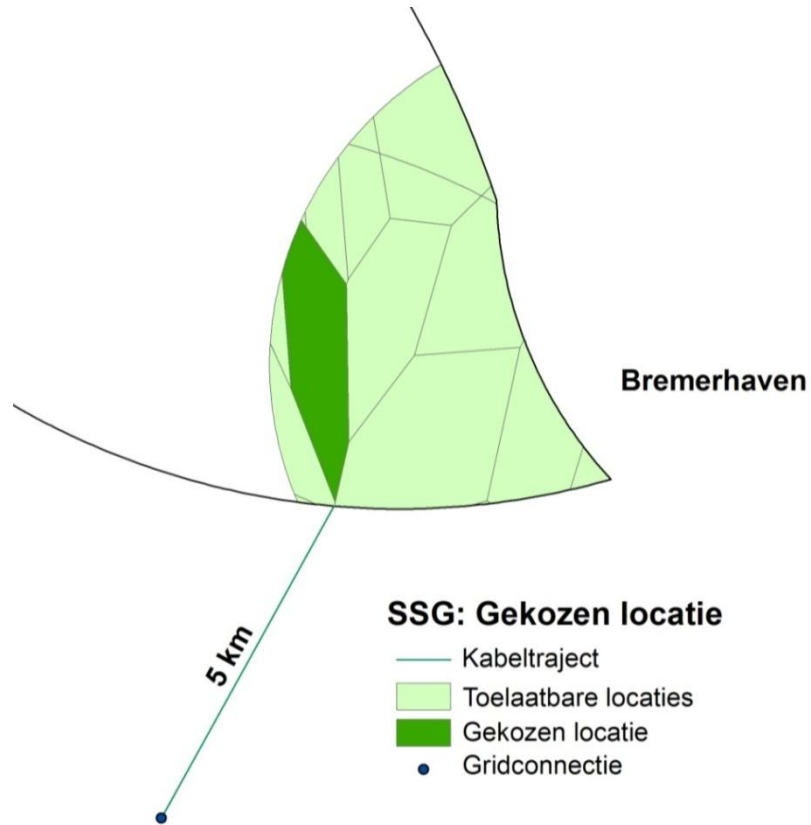 Bremerhaven
5 km
SSG: Gekozen locatie
Kabeltraject
Toelaatbare locaties
Gekozen locatie
Gridconnectie